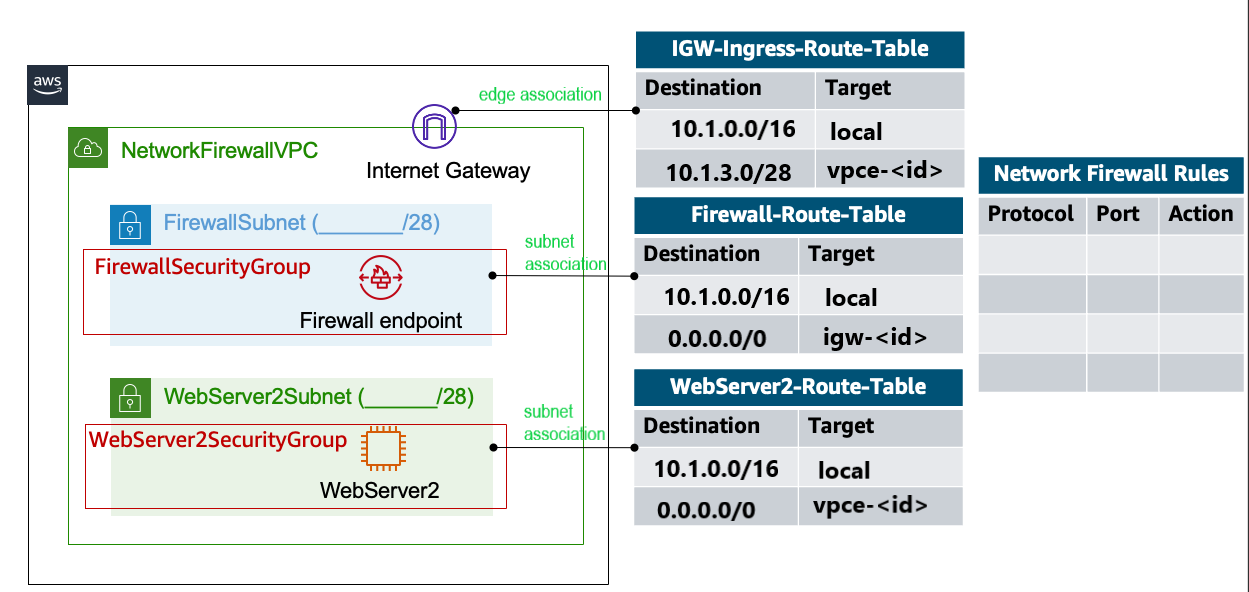 aws
edge association
Internet Gateway
NetworkFirewallVPC
FirewallSubnet (________/28)
FirewallSecurityGroup
Firewall endpoint
subnet
association
WebServer2Subnet (_______/28)
WebServer2SecurityGroup
WebServer2
subnet
association
IGW-Ingress-Route-Table
Destination Target
10.1.0.0/16 local
10.1.3.0/28 vpce-<id>
Firewall-Route-Table
Destination Target
10.1.0.0/16 local
0.0.0.0/0 igw-<id>
WebServer2-Route-Table
Destination Target
10.1.0.0/16 local
0.0.0.0/0 vpce-<id>
Network Firewall Rules
Protocol Port Action